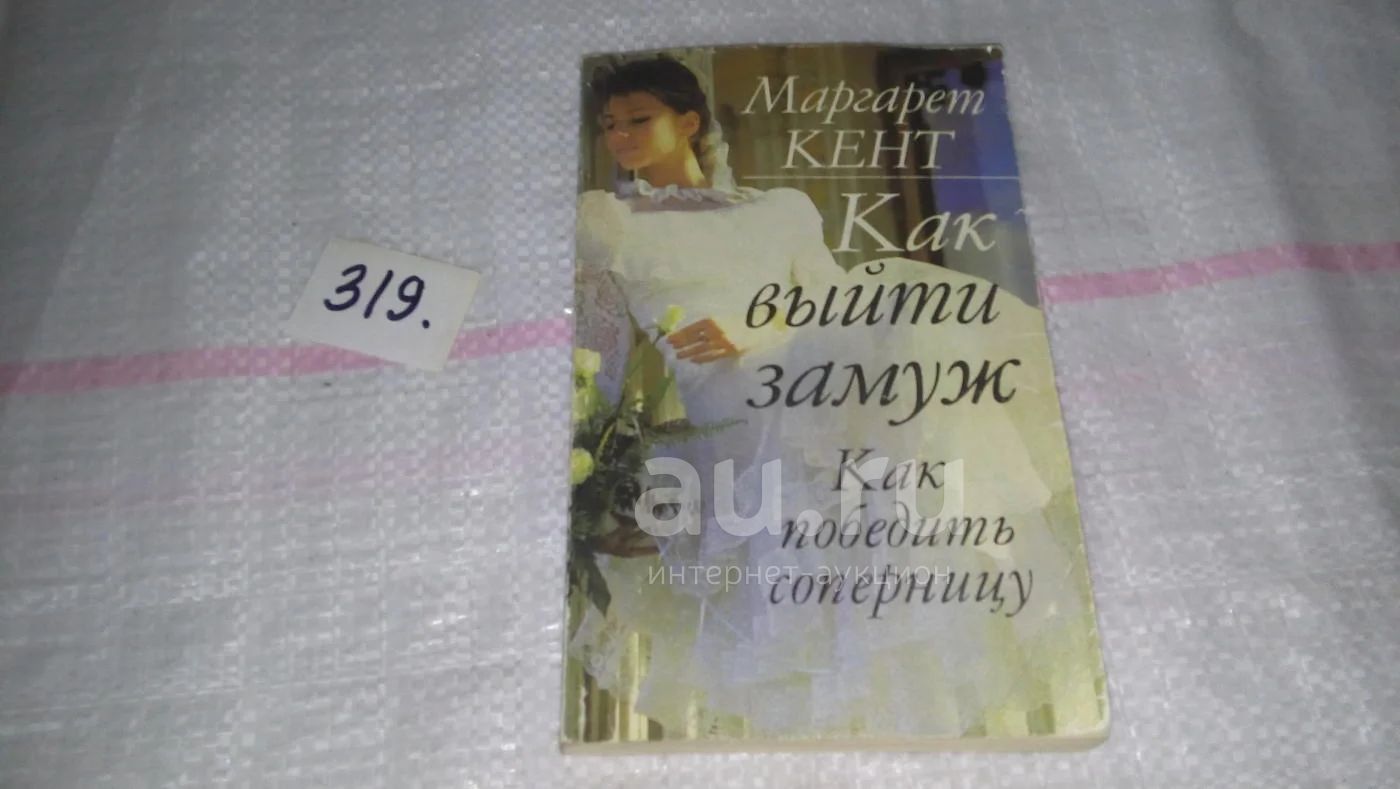 319.
Маргарет
КЕНТ
Как
выйти
замуж
Как
победить
соперницу
au.ru
интернет-аукцион